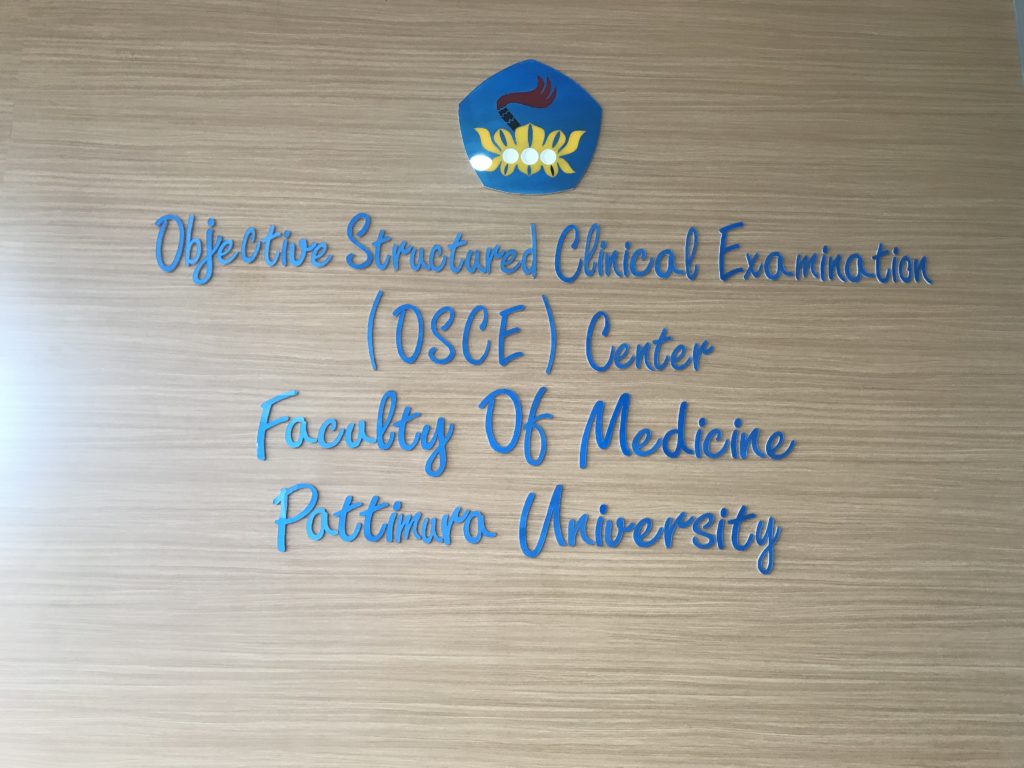 Objective Structured Clinical Examination
(OSCE) Center
Faculty Of Medicine
Pattimura University